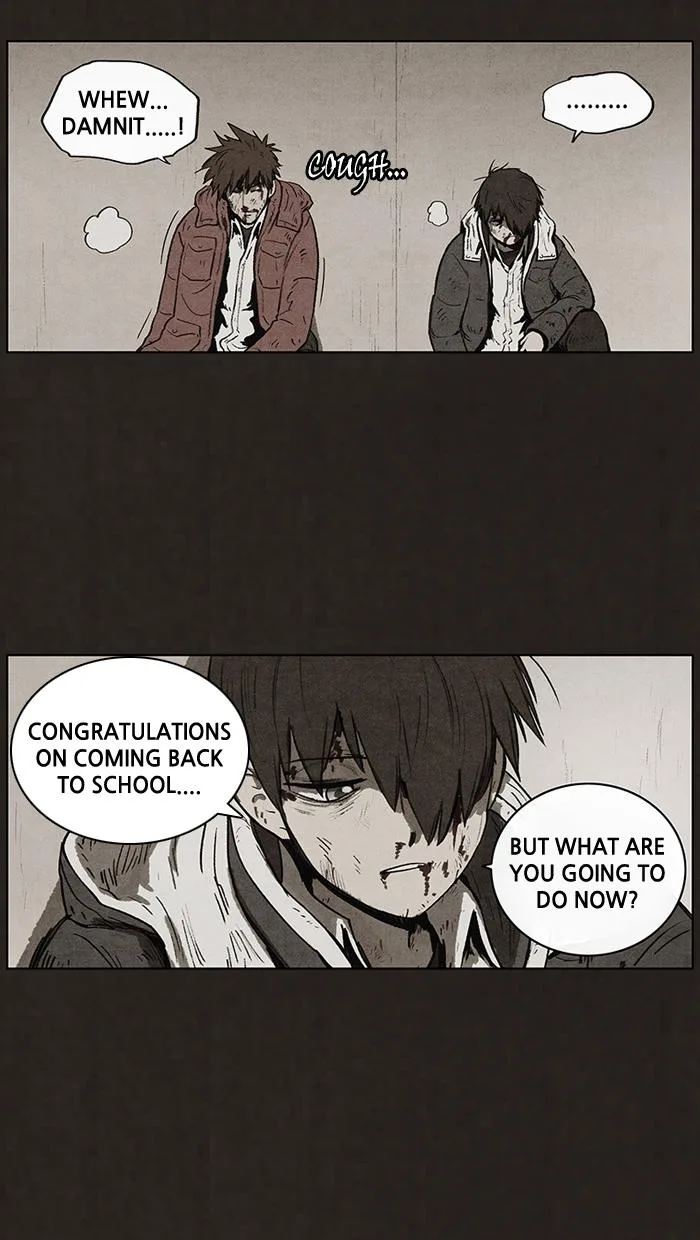 WHEW...
DAMNIT.....!
.........
COUGH...
CONGRATULATIONS
ON COMING BACK
TO SCHOOL....
BUT WHAT ARE
YOU GOING TO
DO NOW?